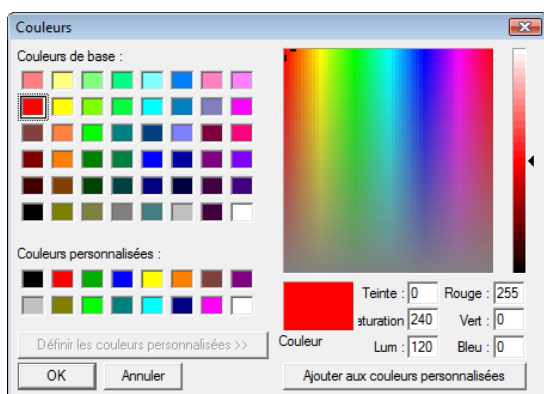 Couleurs
Couleurs de base :
Couleurs personnalisées :
Définir les couleurs personnalisées >>
OK Annuler
Couleur
Teinte : 0 Rouge : 255
aturation 240 Vert : 0
Lum : 120 Bleu : 0
Ajouter aux couleurs personnalisées